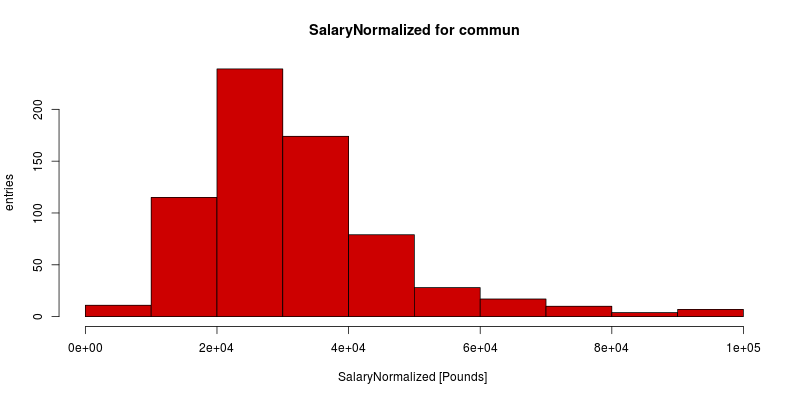 SalaryNormalized for commun
entries
200
150
100
50
0
0e+00 2e+04 4e+04 6e+04 8e+04 1e+05
SalaryNormalized [Pounds]